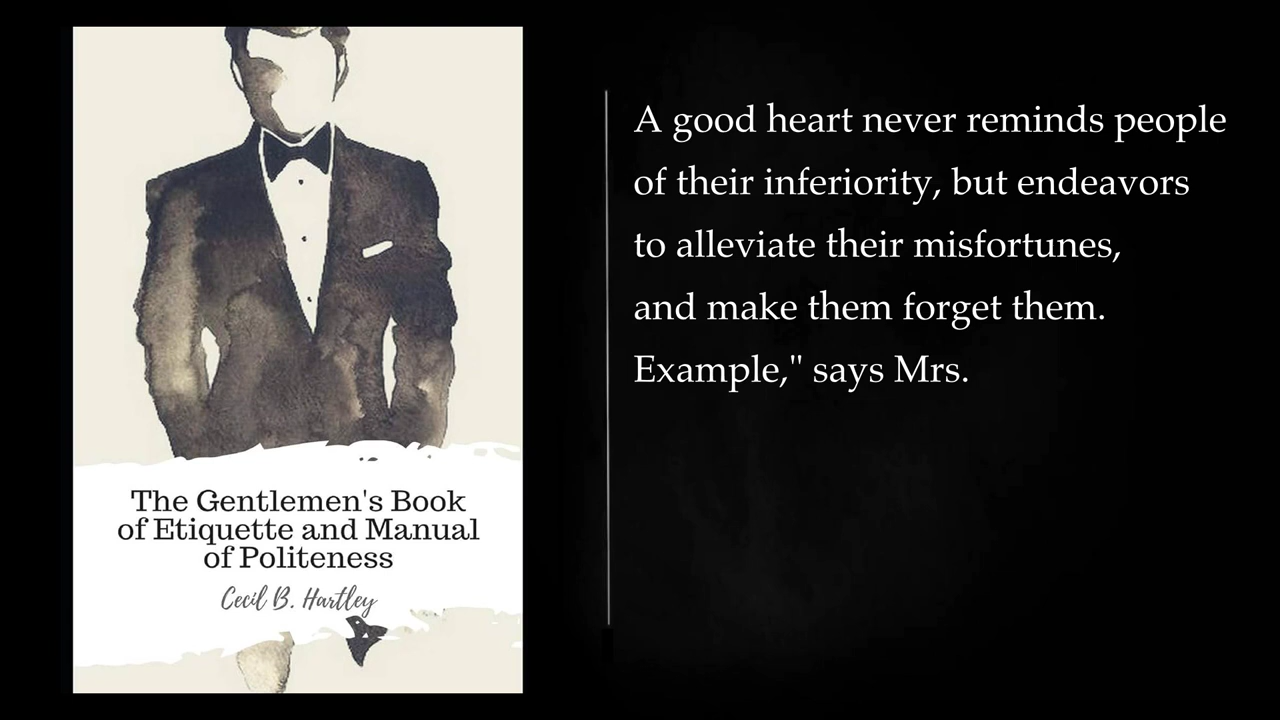 The Gentlemen's Book
of Etiquette and Manual
of Politeness
Cecil B. Hartley
A good heart never reminds people
of their inferiority, but endeavors
to alleviate their misfortunes,
and make them forget them.
Example," says Mrs.